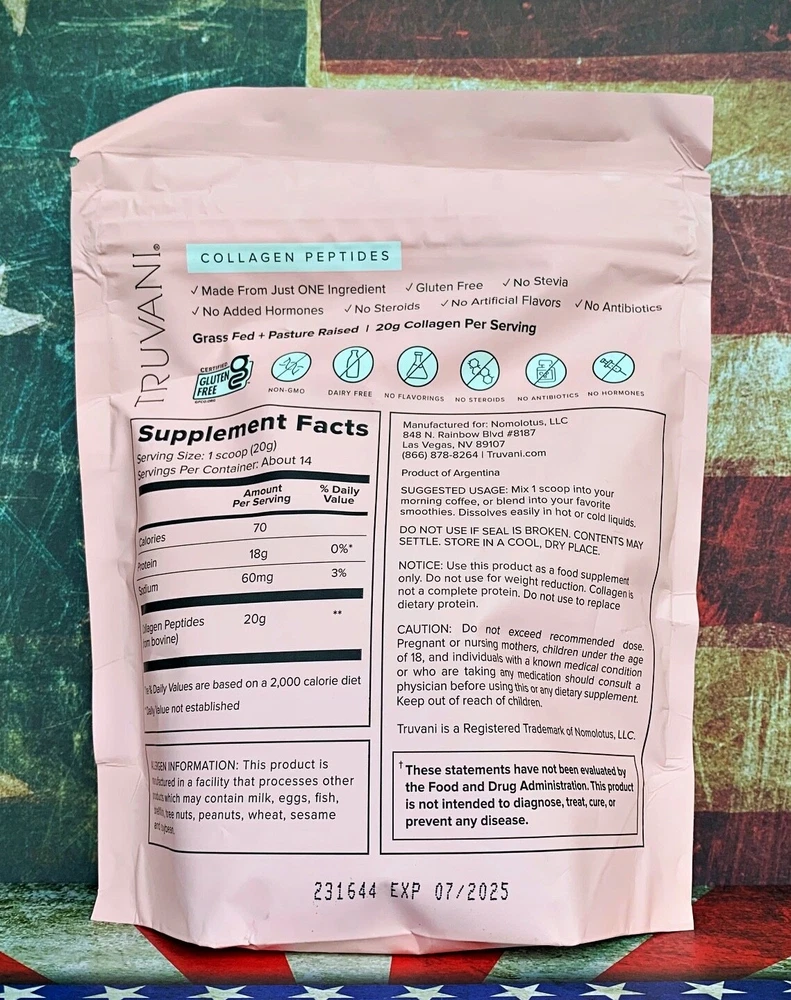 TRUVANI®
COLLAGEN PEPTIDES
✓ Made From Just ONE Ingredient ✓ Gluten Free ✓ No Stevia
✓ No Added Hormones ✓ No Steroids ✓ No Artificial Flavors ✓ No Antibiotics
Grass Fed + Pasture Raised | 20g Collagen Per Serving
CERTIFIED
GLUTEN
FREE
GFCO.ORG
NON-GMO
DAIRY FREE
NO FLAVORINGS
NO STEROIDS
NO ANTIBIOTICS
NO HORMONES
Supplement Facts
Serving Size: 1 scoop (20g)
Servings Per Container: About 14
Amount
Per Serving
% Daily
Value
Calories 70
Protein 18g 0%*
Sodium 60mg 3%
Collagen Peptides 20g **
bovine)
% Daily Values are based on a 2,000 calorie diet
Daily Value not established
INFORMATION: This product is
in a facility that processes other
which may contain milk, eggs, fish,
tree nuts, peanuts, wheat, sesame
and
Manufactured for: Nomolotus, LLC
848 N. Rainbow Blvd #8187
Las Vegas, NV 89107
(866) 878-8264 | Truvani.com
Product of Argentina
SUGGESTED USAGE: Mix 1 scoop into your
morning coffee, or blend into your favorite
smoothies. Dissolves easily in hot or cold liquids.
DO NOT USE IF SEAL IS BROKEN. CONTENTS MAY
SETTLE. STORE IN A COOL, DRY PLACE.
NOTICE: Use this product as a food supplement
only. Do not use for weight reduction. Collagen is
not a complete protein. Do not use to replace
dietary protein.
CAUTION: Do not exceed recommended dose.
Pregnant or nursing mothers, children under the age
of 18, and individuals with a known medical condition
or who are taking any medication should consult a
physician before using this or any dietary supplement.
Keep out of reach of children.
Truvani is a Registered Trademark of Nomolotus, LLC.
†These statements have not been evaluated by
the Food and Drug Administration. This product
is not intended to diagnose, treat, cure, or
prevent any disease.
231644 EXP 07/2025